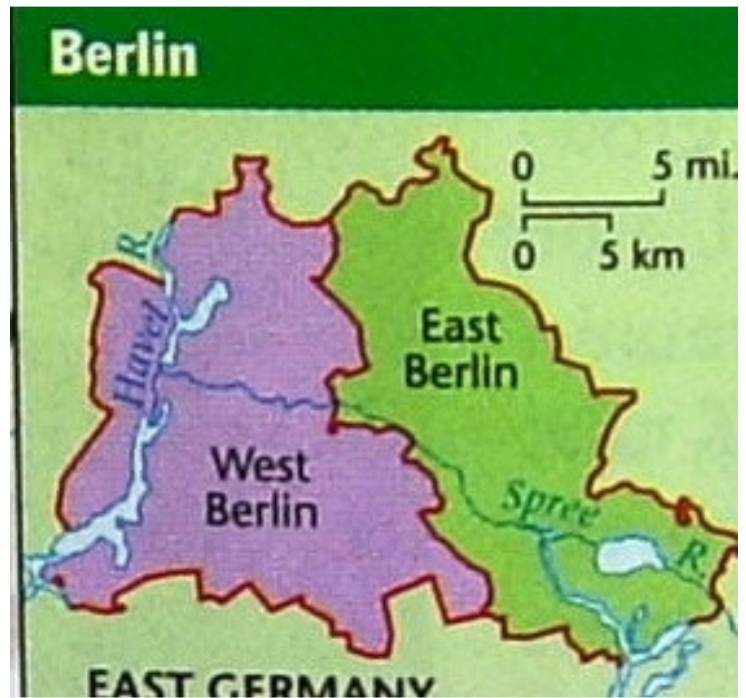 Berlin
0 5 mi.
0 5 km
Havel R.
East
Berlin
West
Berlin
Spree R.
EAST GERMANY